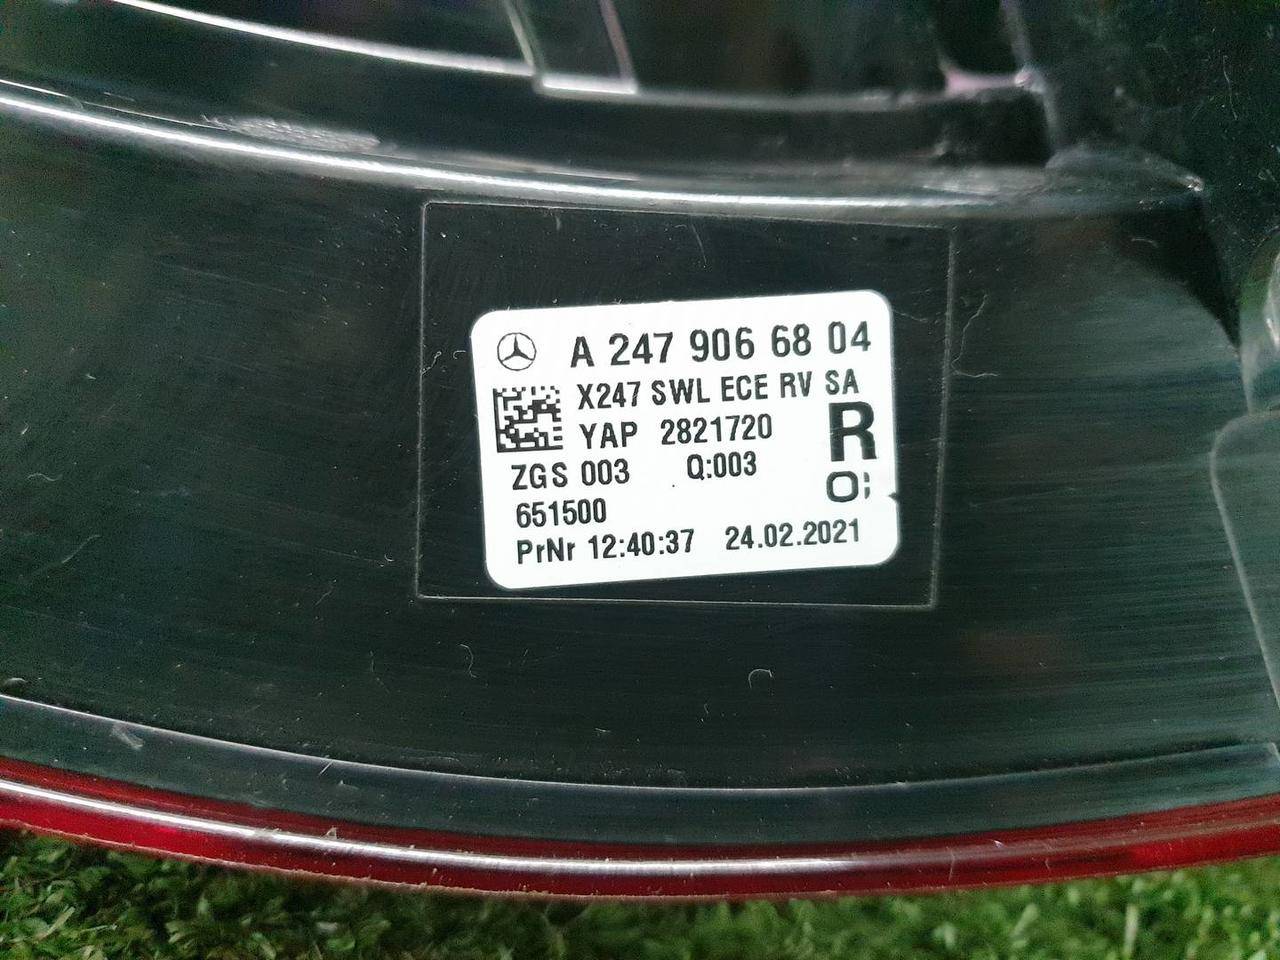 A 247 906 68 04
X247 SWL ECE RV SA
YAP 2821720 R
ZGS 003 Q:003
651500
PrNr 12:40:37 24.02.2021